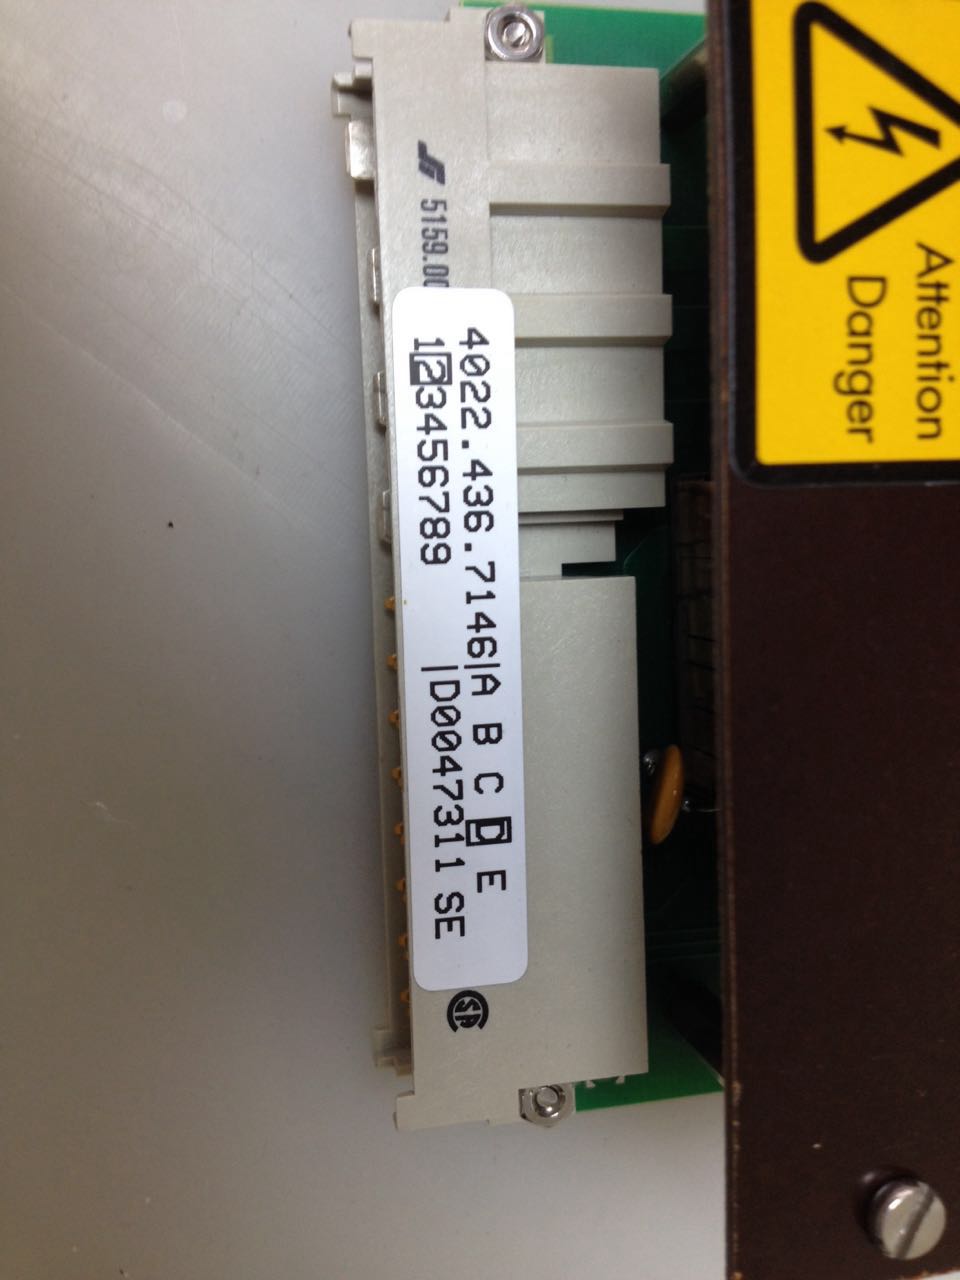 5159.00
4022.436.7146|A B C D E
123456789 |D0047311 SE
Attention
Danger